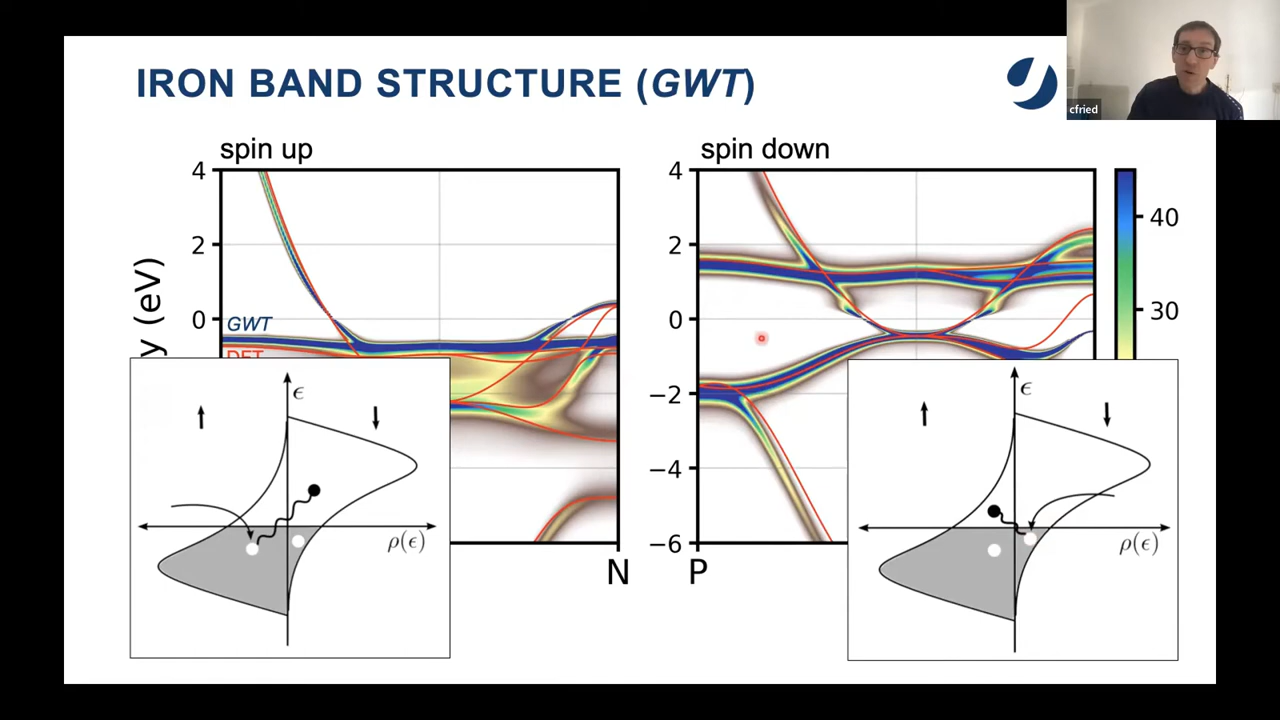 IRON BAND STRUCTURE (GWT)
cfried
spin up
spin down
4
2
0
y (eV)
GWT
DFT
N
4
2
0
−2
−4
−6
P
40
30
ϵ
↑
↓
ρ(ϵ)
ϵ
↑
↓
ρ(ϵ)